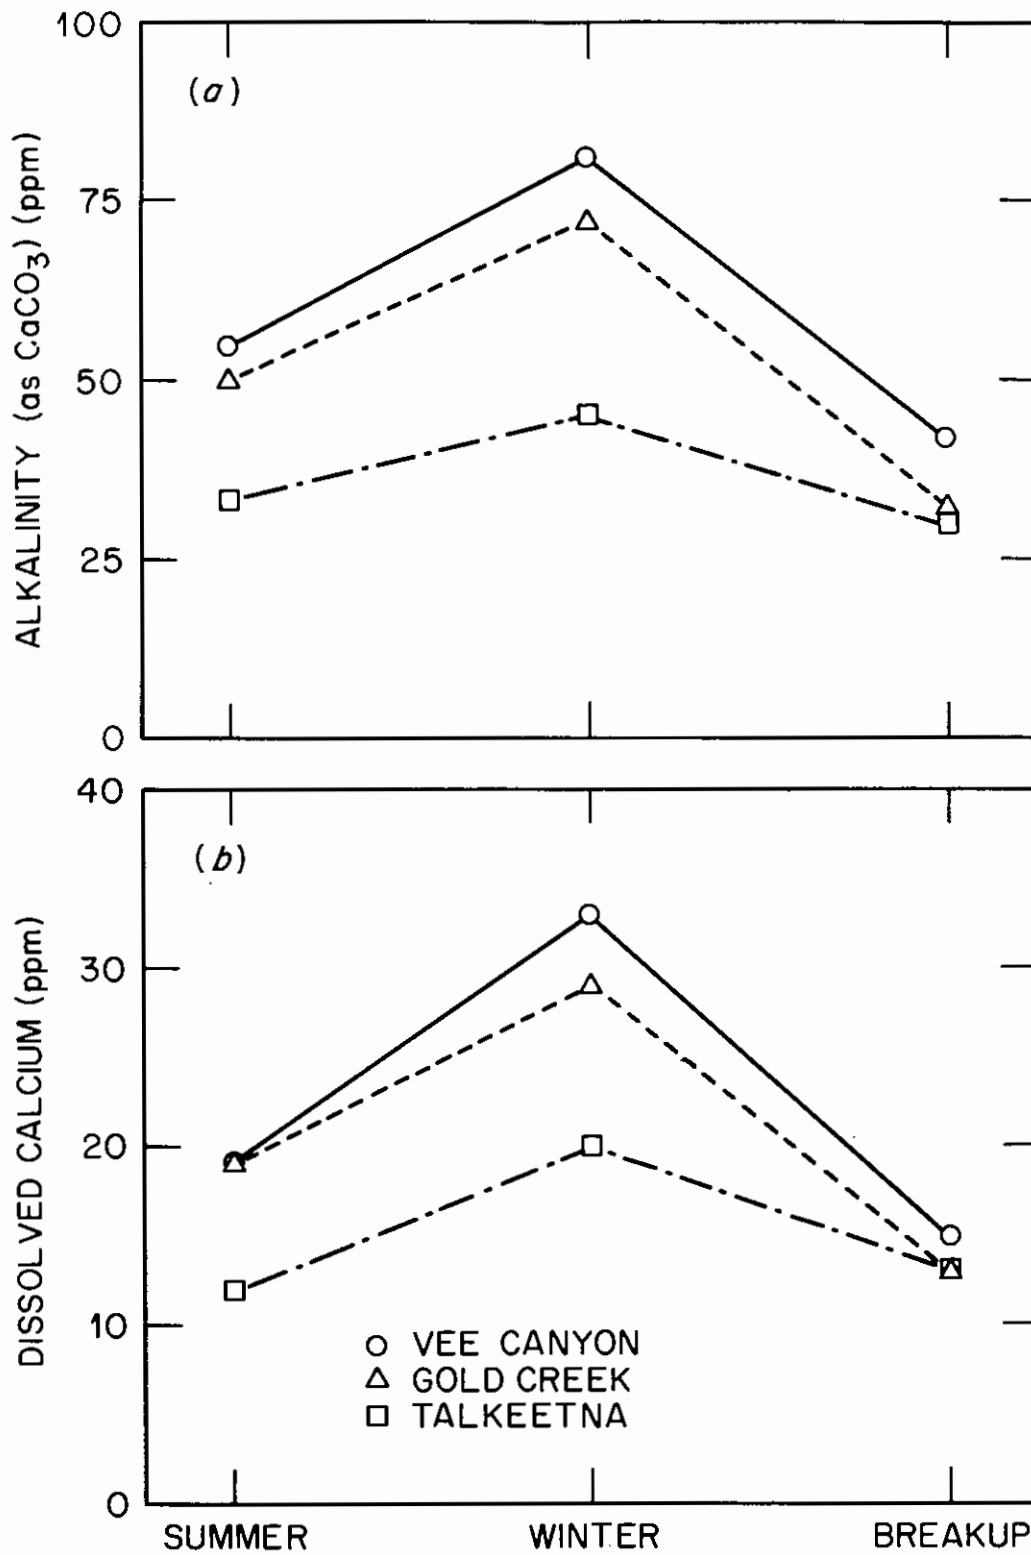 100
(a)
75
50
25
0
ALKALINITY (as CaCO3) (ppm)
40
(b)
30
20
10
0
DISSOLVED CALCIUM (ppm)
VEE CANYON
GOLD CREEK
TALKEETNA
SUMMER WINTER BREAKUP